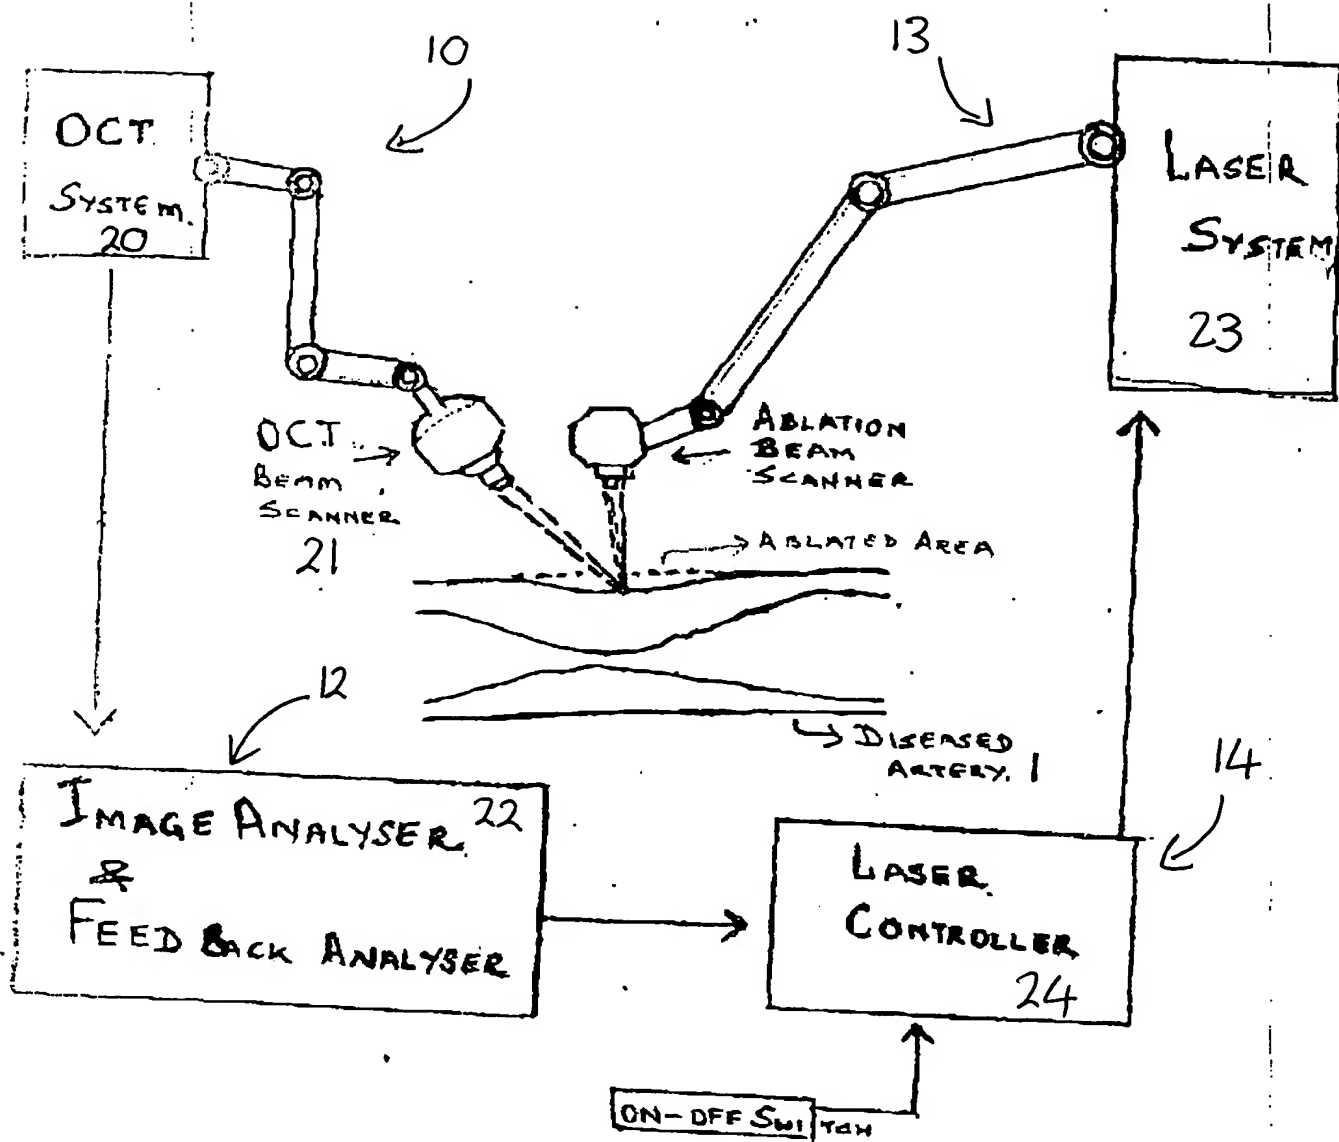 10
13
OCT
SYSTEM.
20
LASER
SYSTEM
23
OCT
BEAM
SCANNER
21
ABLATION
BEAM
SCANNER
ABLATED AREA
12
DISEASED
ARTERY. 1
14
IMAGE ANALYSER. 22
&
FEED BACK ANALYSER
LASER.
CONTROLLER
24
ON-OFF SWITCH